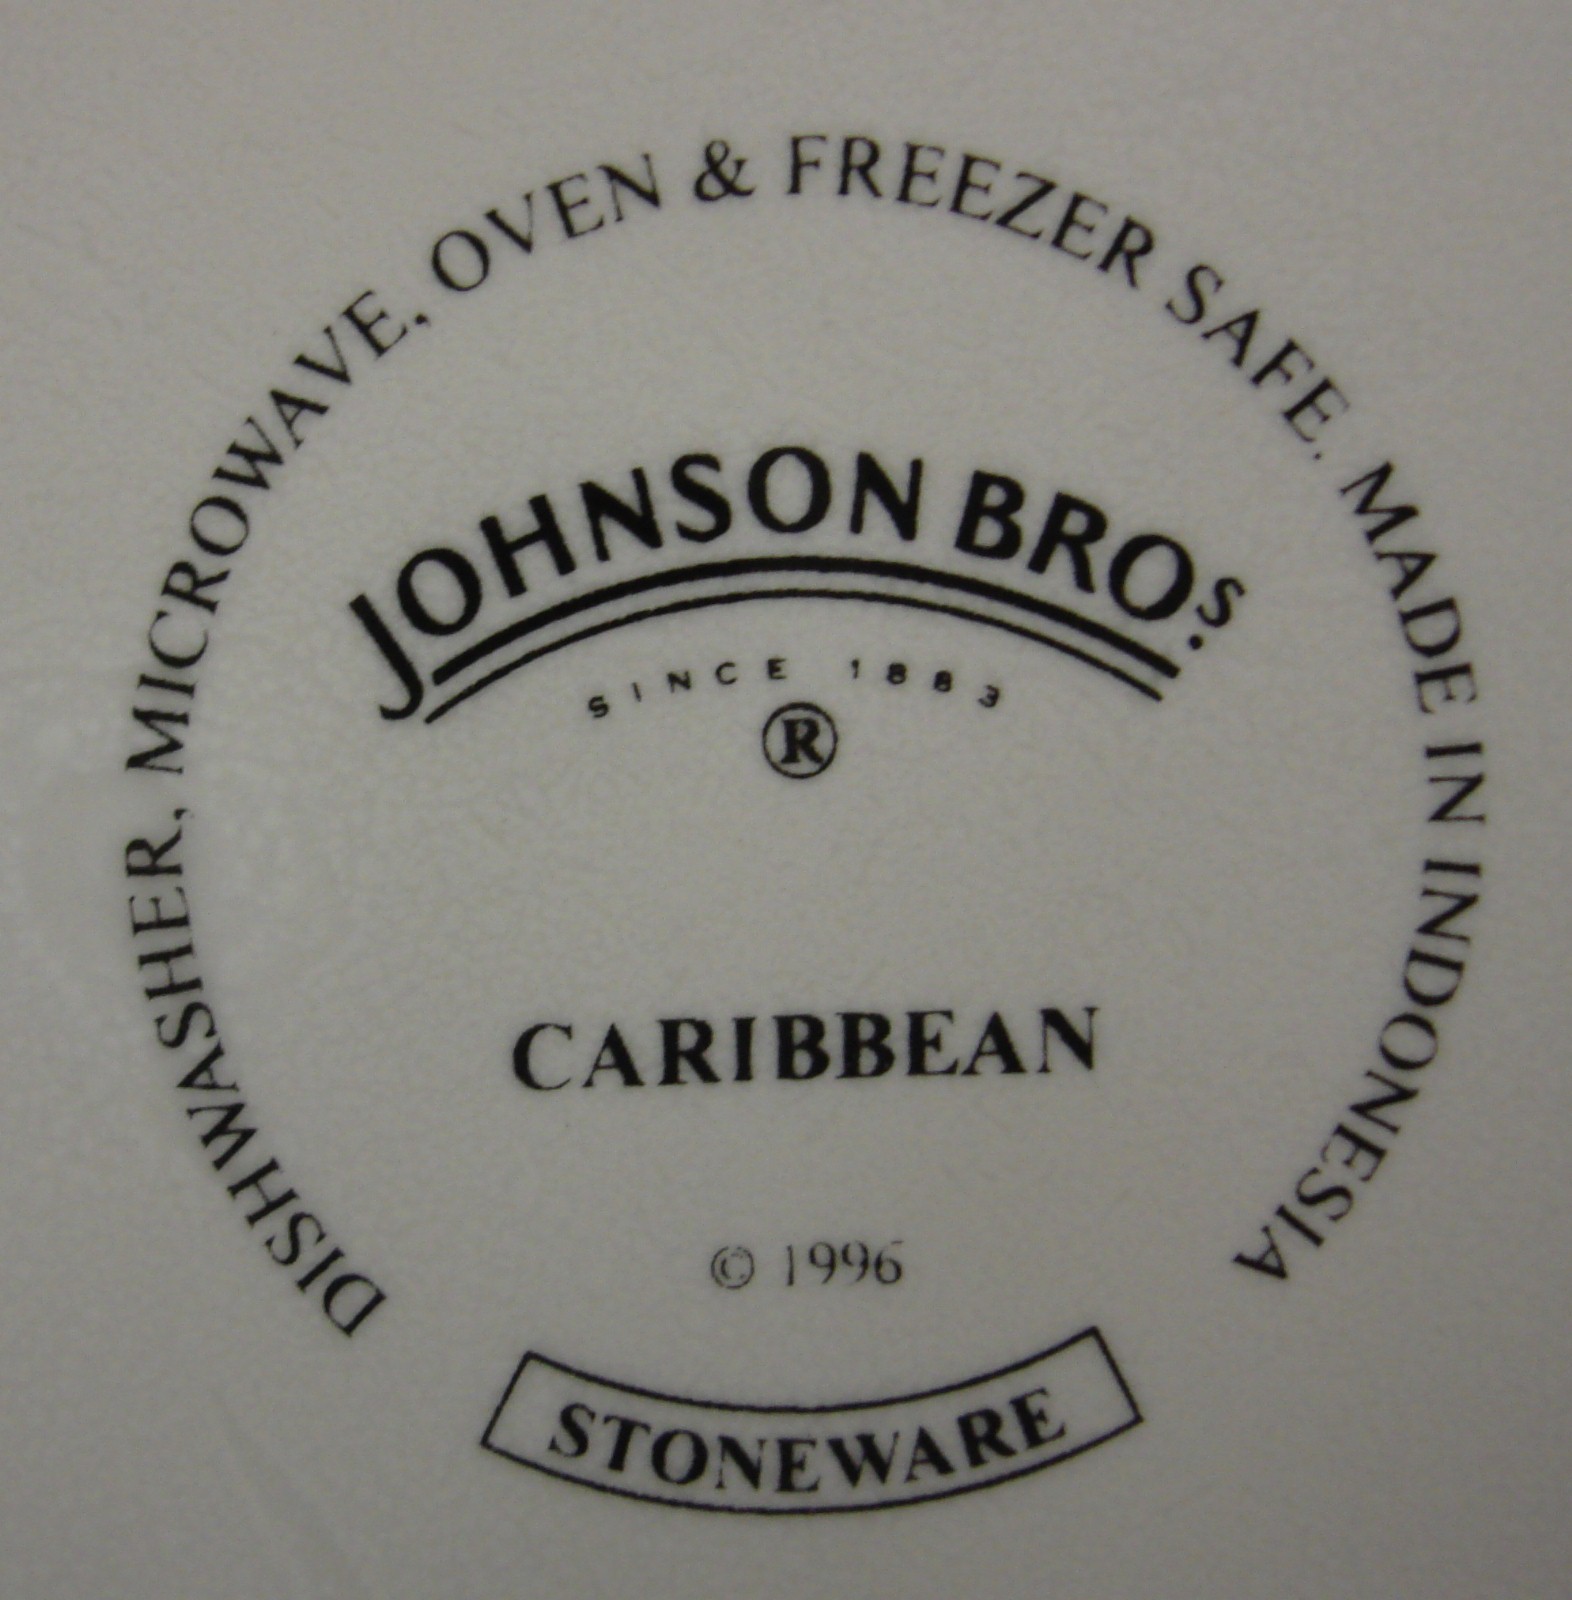 DISHWASHER, MICROWAVE, OVEN & FREEZER SAFE. MADE IN INDONESIA
JOHNSON BROS.
SINCE 1883
®
CARIBBEAN
© 1996
STONEWARE